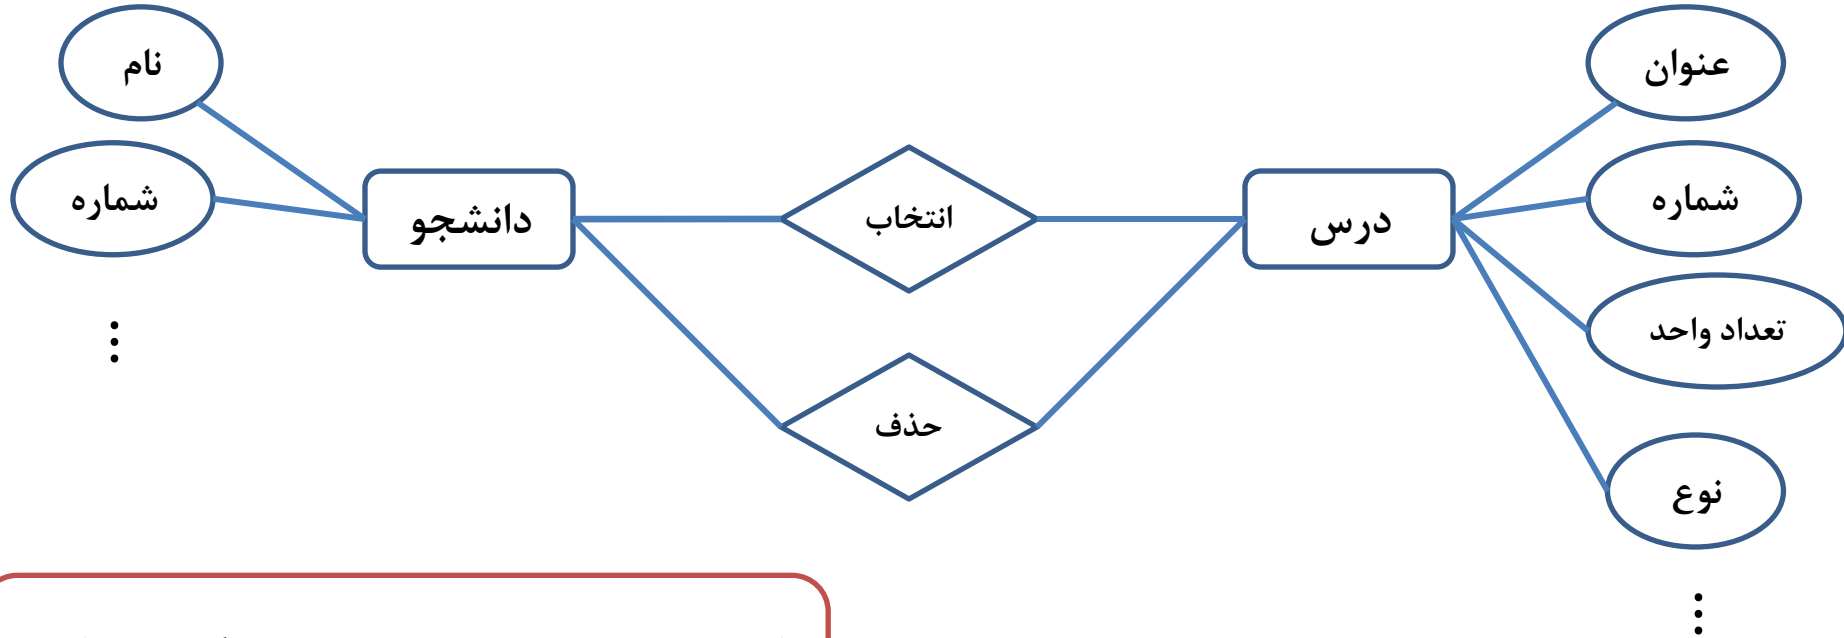 عنوان
نام
شماره
شماره
درس
انتخاب
دانشجو
تعداد واحد
حذف
نوع